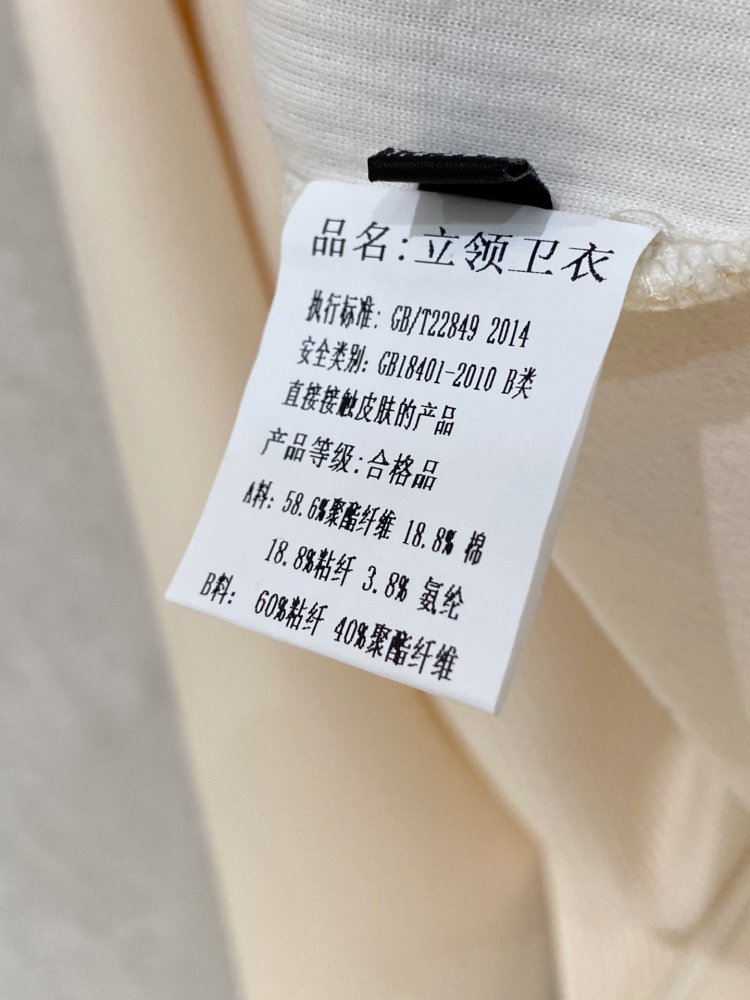 品名:立领卫衣
执行标准: GB/T22849 2014
安全类别: GB18401-2010 B类
直接接触皮肤的产品
产品等级:合格品
A料: 58.6%聚酯纤维 18.8% 棉
18.8%粘纤 3.8% 氨纶
B料: 60%粘纤 40%聚酯纤维